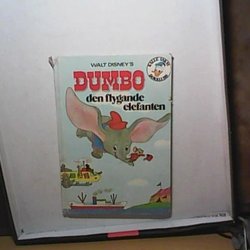 WALT DISNEY'S
DUMBO
den flygande
elefanten